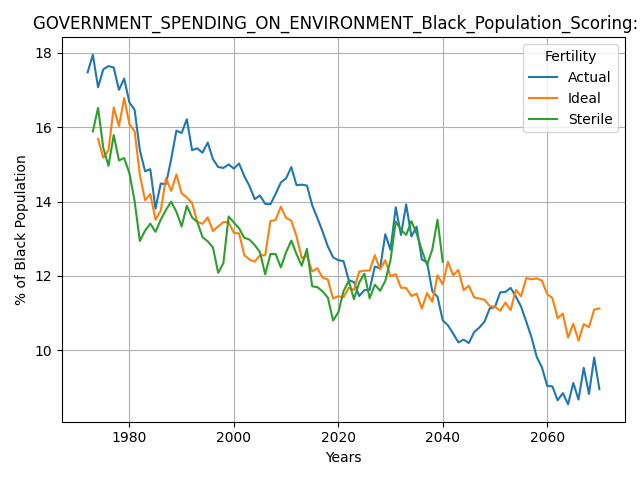 GOVERNMENT_SPENDING_ON_ENVIRONMENT_Black_Population_Scoring:
Fertility
Actual
Ideal
Sterile
% of Black Population
18
16
14
12
10
1980 2000 2020 2040 2060
Years